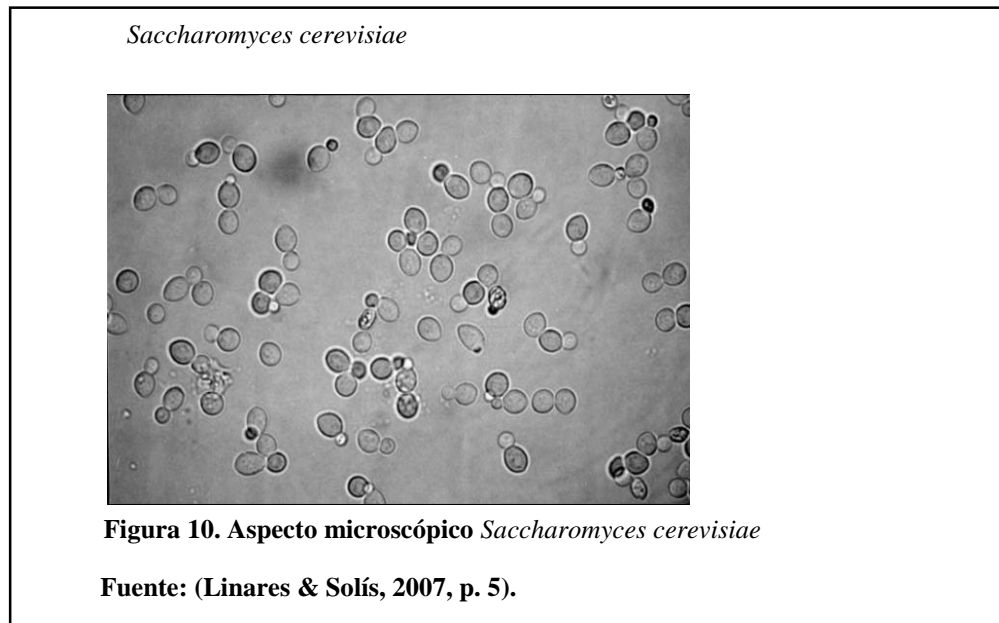 Saccharomyces cerevisiae
Figura 10. Aspecto microscópico Saccharomyces cerevisiae
Fuente: (Linares & Solís, 2007, p. 5).